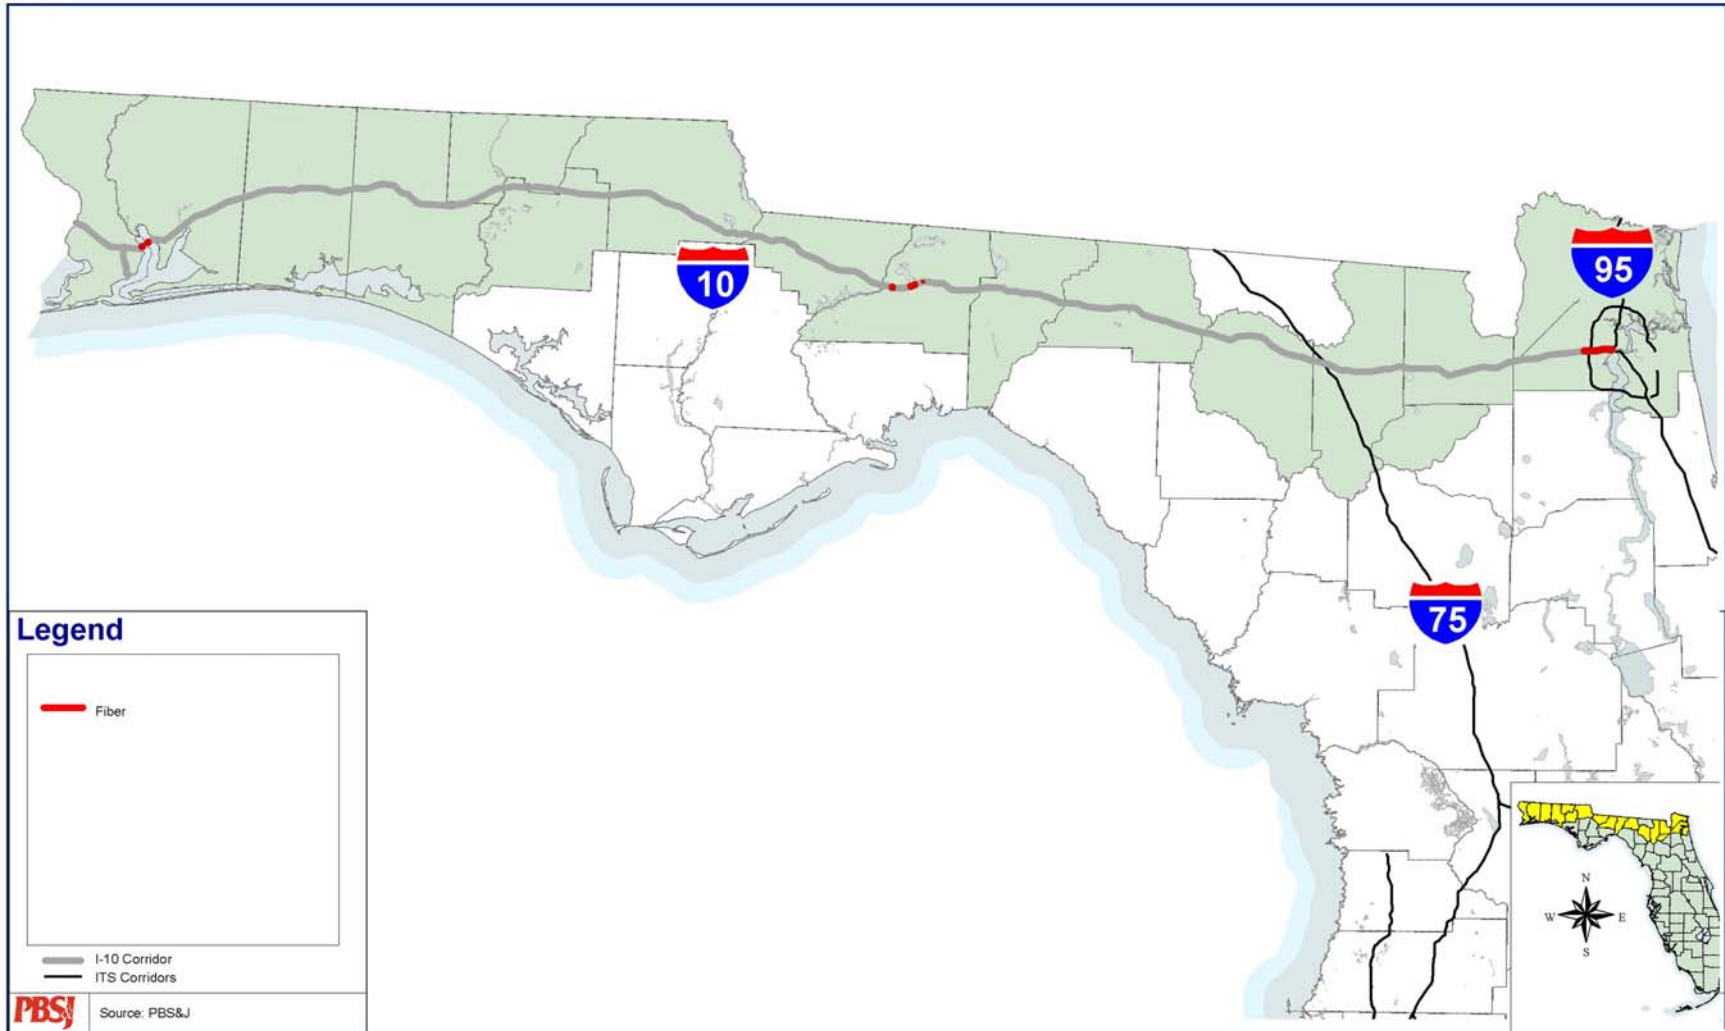 10
95
75
Legend
Fiber
I-10 Corridor
ITS Corridors
PBSJ
Source: PBS&J
N
W E
S